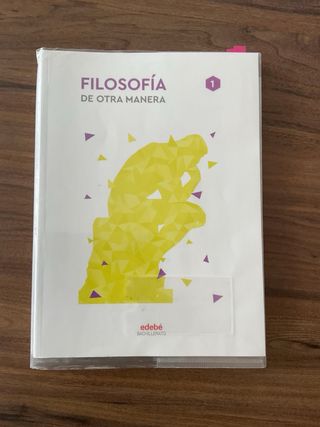 FILOSOFÍA
1
DE OTRA MANERA
edebé
BACHILLERATO